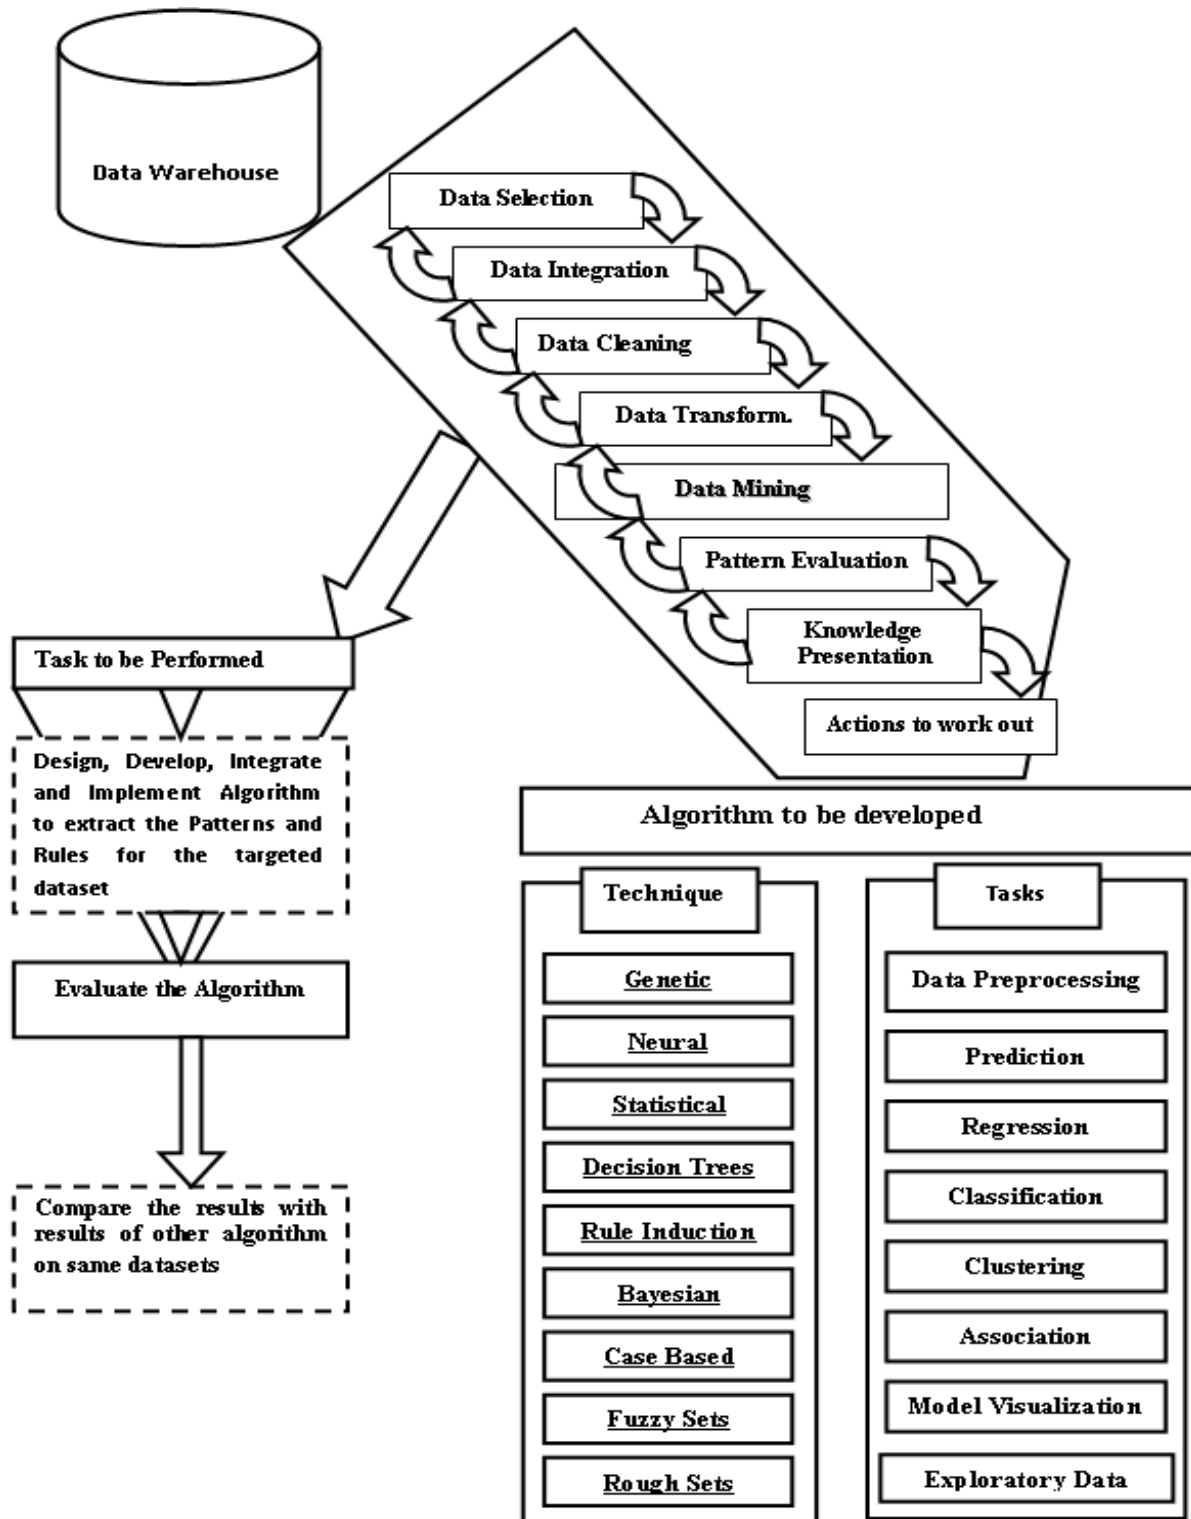 Data Warehouse
Data Selection
Data Integration
Data Cleaning
Data Transform.
Data Mining
Pattern Evaluation
Knowledge
Presentation
Actions to work out
Task to be Performed
Design, Develop, Integrate
and Implement Algorithm
to extract the Patterns and
Rules for the targeted
dataset
Evaluate the Algorithm
Compare the results with
results of other algorithm
on same datasets
Algorithm to be developed
Technique
Genetic
Neural
Statistical
Decision Trees
Rule Induction
Bayesian
Case Based
Fuzzy Sets
Rough Sets
Tasks
Data Preprocessing
Prediction
Regression
Classification
Clustering
Association
Model Visualization
Exploratory Data